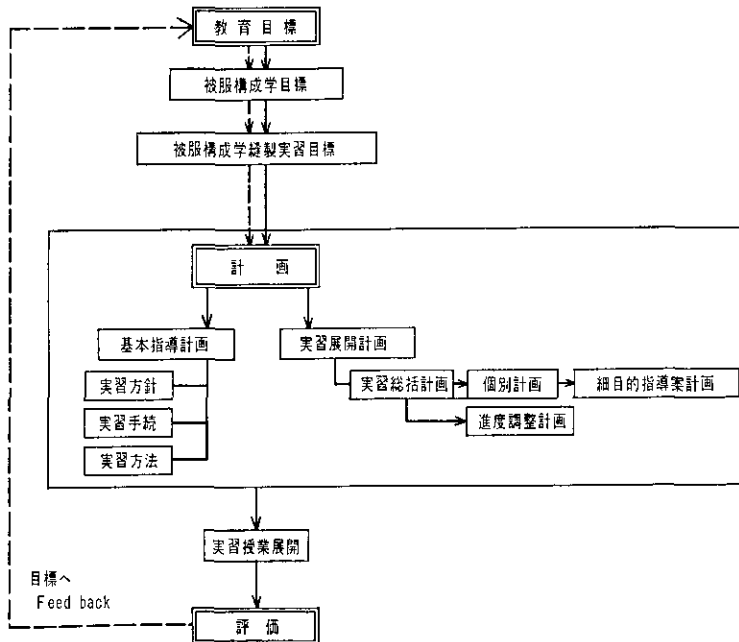 教育目標
被服構成学目標
被服構成学縫製実習目標
計 画
基本指導計画
実習展開計画
実習方針
実習総括計画
個別計画
細目的指導案計画
実習手続
進度調整計画
実習方法
実習授業展開
目標へ
Feed back
評 価